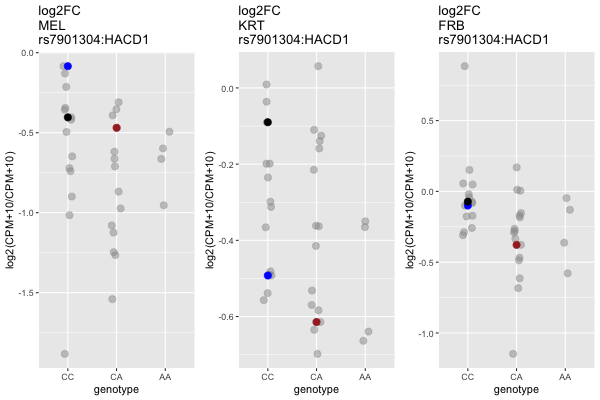 log2FC
MEL
rs7901304:HACD1
log2(CPM+10/CPM+10)
0.0
-0.5
-1.0
-1.5
CC CA AA
genotype
log2FC
KRT
rs7901304:HACD1
log2(CPM+10/CPM+10)
0.0
-0.2
-0.4
-0.6
CC CA AA
genotype
log2FC
FRB
rs7901304:HACD1
log2(CPM+10/CPM+10)
0.5
0.0
-0.5
-1.0
CC CA AA
genotype